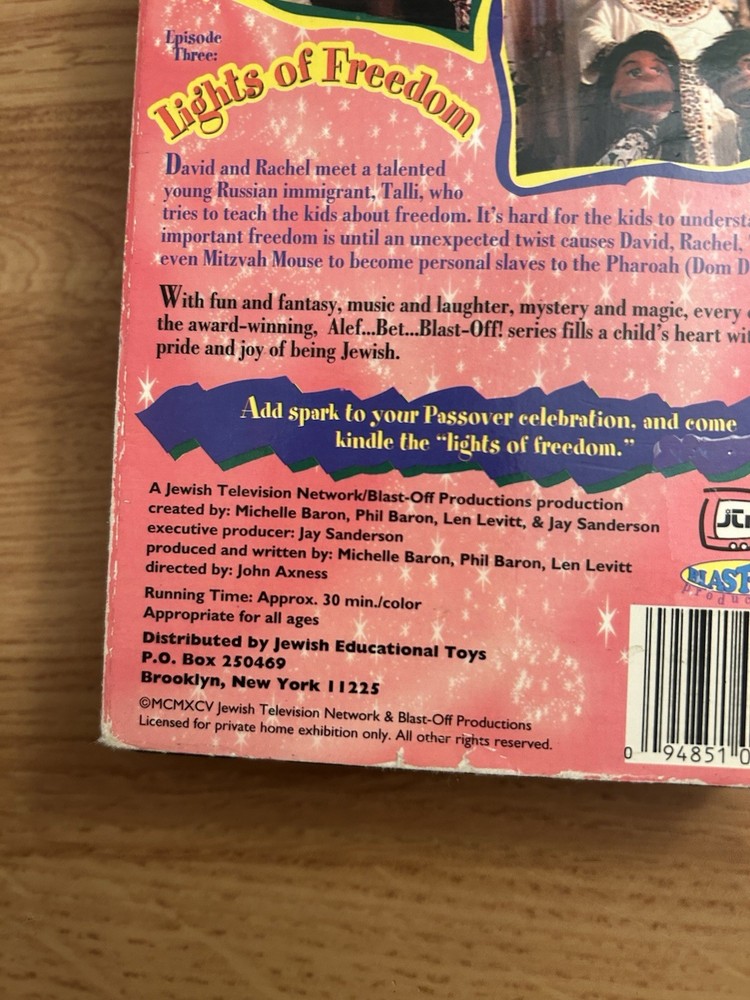 Episode
Three:
Lights of Freedom
David and Rachel meet a talented
young Russian immigrant, Talli, who
tries to teach the kids about freedom. It's hard for the kids to
important freedom is until an unexpected twist causes David, Rachel,
even Mitzvah Mouse to become personal slaves to the Pharoah (Dom
With fun and fantasy, music and laughter, mystery and magic, every
the award-winning, Alef...Bet...Blast-Off! series fills a child's heart
pride and joy of being Jewish.
Add spark to your Passover celebration, and come
kindle the "lights of freedom."
A Jewish Television Network/Blast-Off Productions production
created by: Michelle Baron, Phil Baron, Len Levitt, & Jay Sanderson
executive producer: Jay Sanderson
produced and written by: Michelle Baron, Phil Baron, Len Levitt
directed by: John Axness
Running Time: Approx. 30 min./color
Appropriate for all ages
Distributed by Jewish Educational Toys
P.O. Box 250469
Brooklyn, New York 11225
©MCMXCV Jewish Television Network & Blast-Off Productions
Licensed for private home exhibition only. All other rights reserved.
0 94851